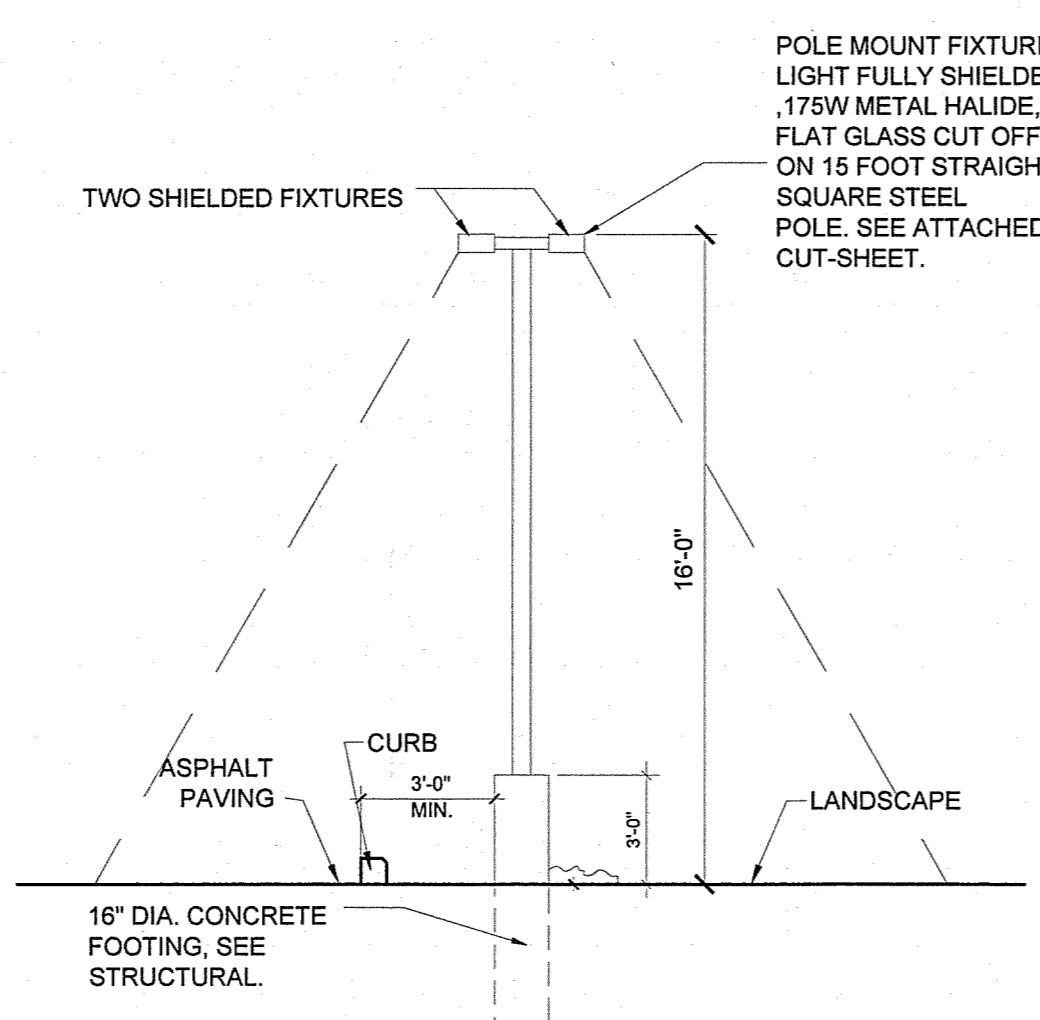 POLE MOUNT FIXTURE
LIGHT FULLY SHIELDE
,175W METAL HALIDE,
FLAT GLASS CUT OFF
ON 15 FOOT STRAIGH
SQUARE STEEL
POLE. SEE ATTACHED
CUT-SHEET.
TWO SHIELDED FIXTURES
16'-0"
CURB
ASPHALT
PAVING
3'-0"
MIN.
3'-0"
LANDSCAPE
16" DIA. CONCRETE
FOOTING, SEE
STRUCTURAL.